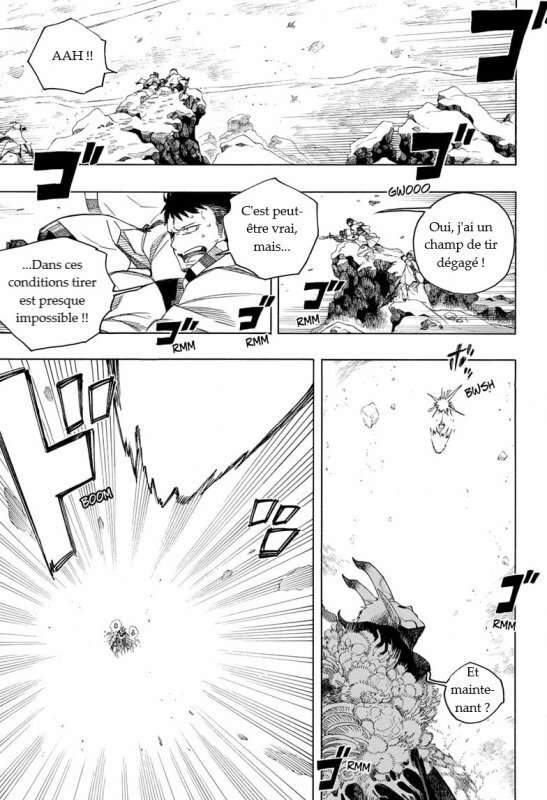 ゴ
AAH !!
ゴ
ゴ
GWOOO
Oui, j'ai un
champ de tir
dégagé !
RMM
ゴ
C'est peut-
être vrai,
mais...
...Dans ces
conditions tirer
est presque
impossible !!
ゴ
RMM
ゴ
RMM
BWSH
ゴ
RMM
Et
mainte-
nant ?
ゴ
RMM
ド
BOOM